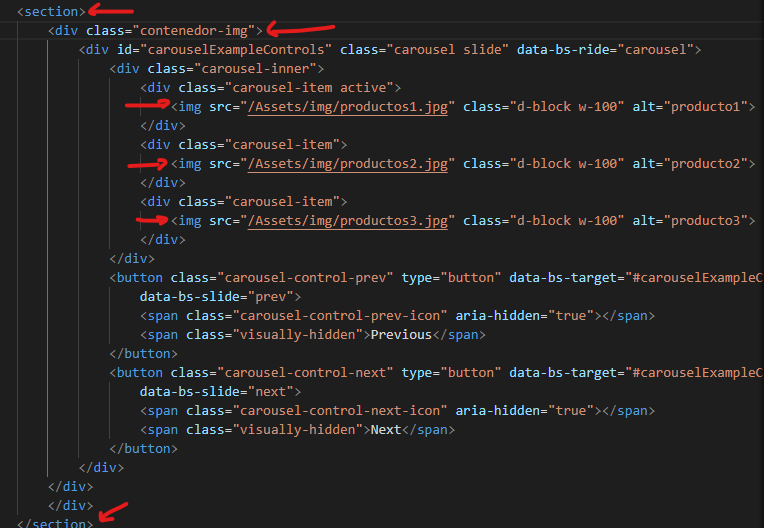 <section>
<div class="contenedor-img">
<div id="carouselExampleControls" class="carousel slide" data-bs-ride="carousel">
<div class="carousel-inner">
<div class="carousel-item active">
<img src="/Assets/img/productos1.jpg" class="d-block w-100" alt="producto1">
</div>
<div class="carousel-item">
<img src="/Assets/img/productos2.jpg" class="d-block w-100" alt="producto2">
</div>
<div class="carousel-item">
<img src="/Assets/img/productos3.jpg" class="d-block w-100" alt="producto3">
</div>
</div>
<button class="carousel-control-prev" type="button" data-bs-target="#carouselExampleC
data-bs-slide="prev">
<span class="carousel-control-prev-icon" aria-hidden="true"></span>
<span class="visually-hidden">Previous</span>
</button>
<button class="carousel-control-next" type="button" data-bs-target="#carouselExampleC
data-bs-slide="next">
<span class="carousel-control-next-icon" aria-hidden="true"></span>
<span class="visually-hidden">Next</span>
</button>
</div>
</div>
</div>
</section>